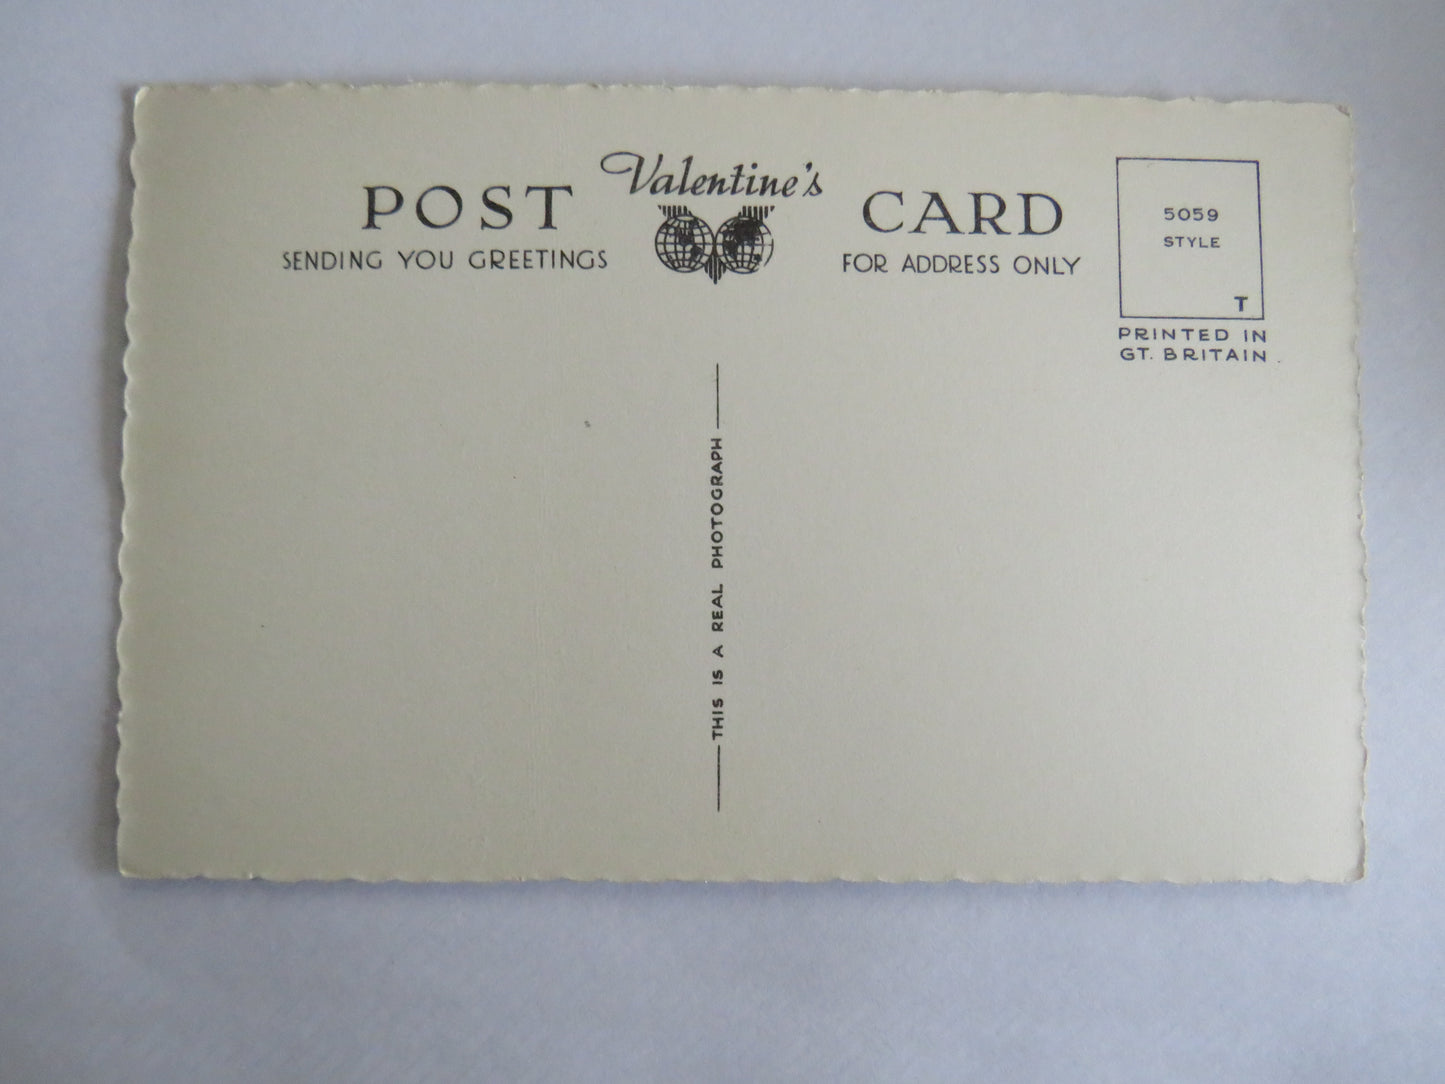 Valentine's
POST CARD
SENDING YOU GREETINGS
FOR ADDRESS ONLY
5059
STYLE
T
PRINTED IN
GT. BRITAIN.
THIS IS A REAL PHOTOGRAPH